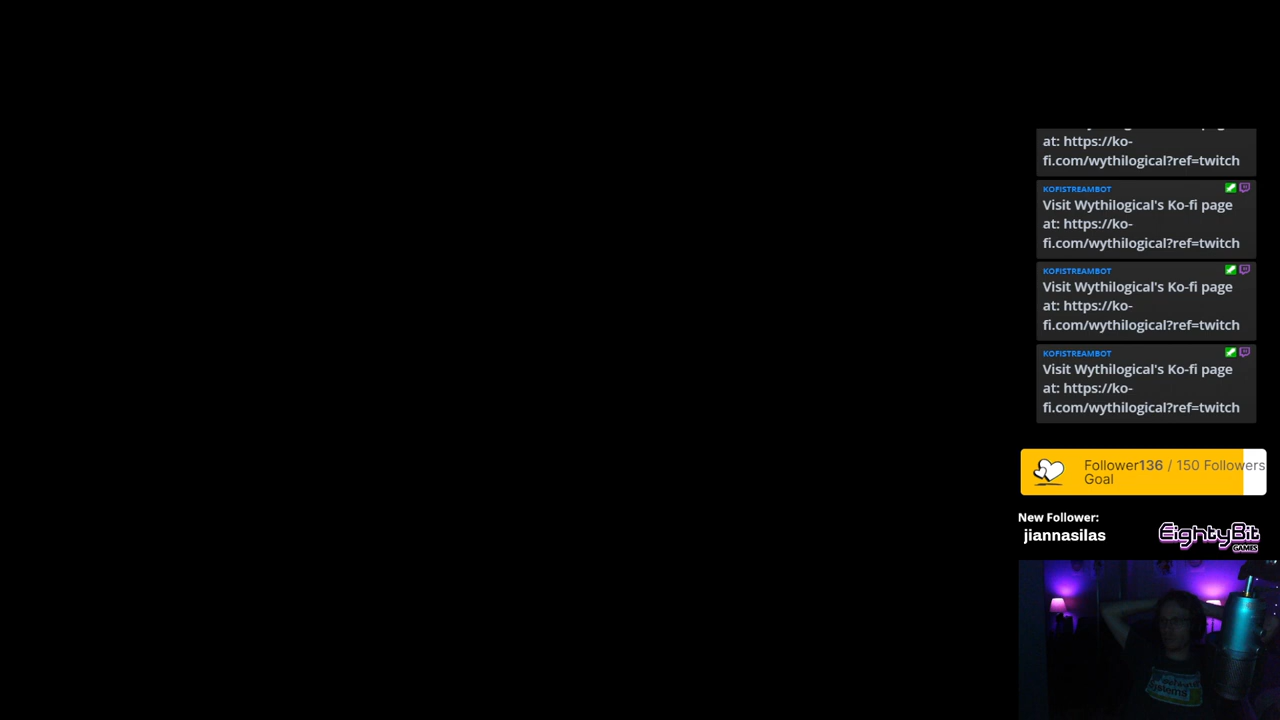 at: https://ko-
fi.com/wythilogical?ref=twitch
KOFISTREAMBOT
Visit Wythilogical's Ko-fi page
at: https://ko-
fi.com/wythilogical?ref=twitch
KOFISTREAMBOT
Visit Wythilogical's Ko-fi page
at: https://ko-
fi.com/wythilogical?ref=twitch
KOFISTREAMBOT
Visit Wythilogical's Ko-fi page
at: https://ko-
fi.com/wythilogical?ref=twitch
Follower136 / 150 Followers
Goal
New Follower:
jiannasilas
EightyBit
GAMES